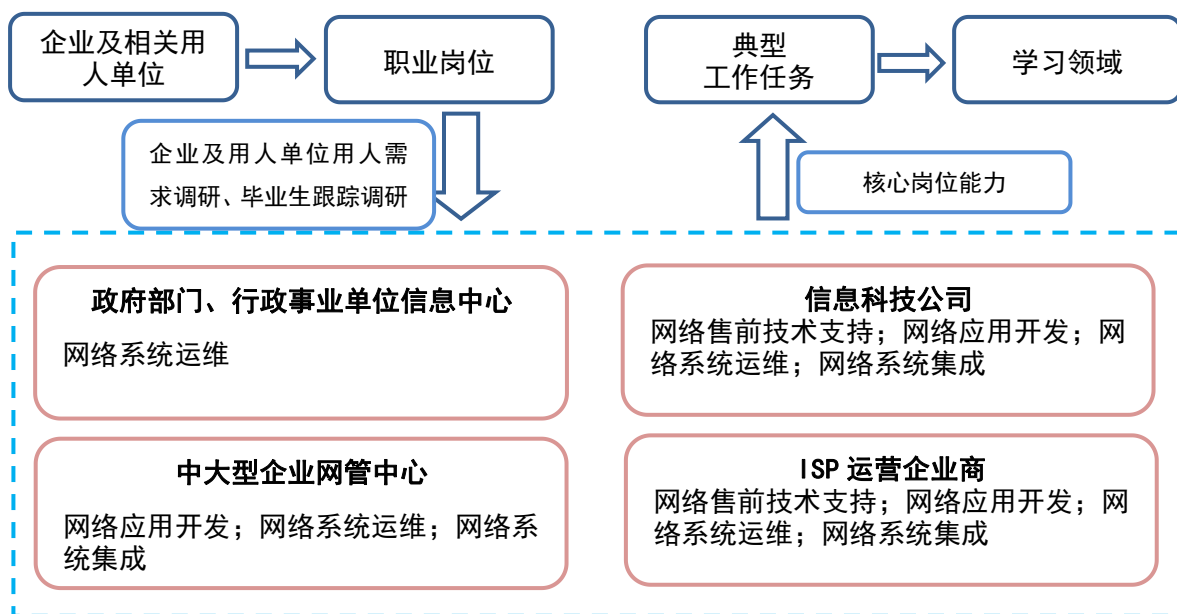 企业及相关用
人单位
职业岗位
典型
工作任务
学习领域
企业及用人单位用人需
求调研、毕业生跟踪调研
核心岗位能力
政府部门、行政事业单位信息中心
网络系统运维
信息科技公司
网络售前技术支持；网络应用开发；网
络系统运维；网络系统集成
中大型企业网管中心
网络应用开发；网络系统运维；网络系
统集成
ISP 运营企业商
网络售前技术支持；网络应用开发；网
络系统运维；网络系统集成